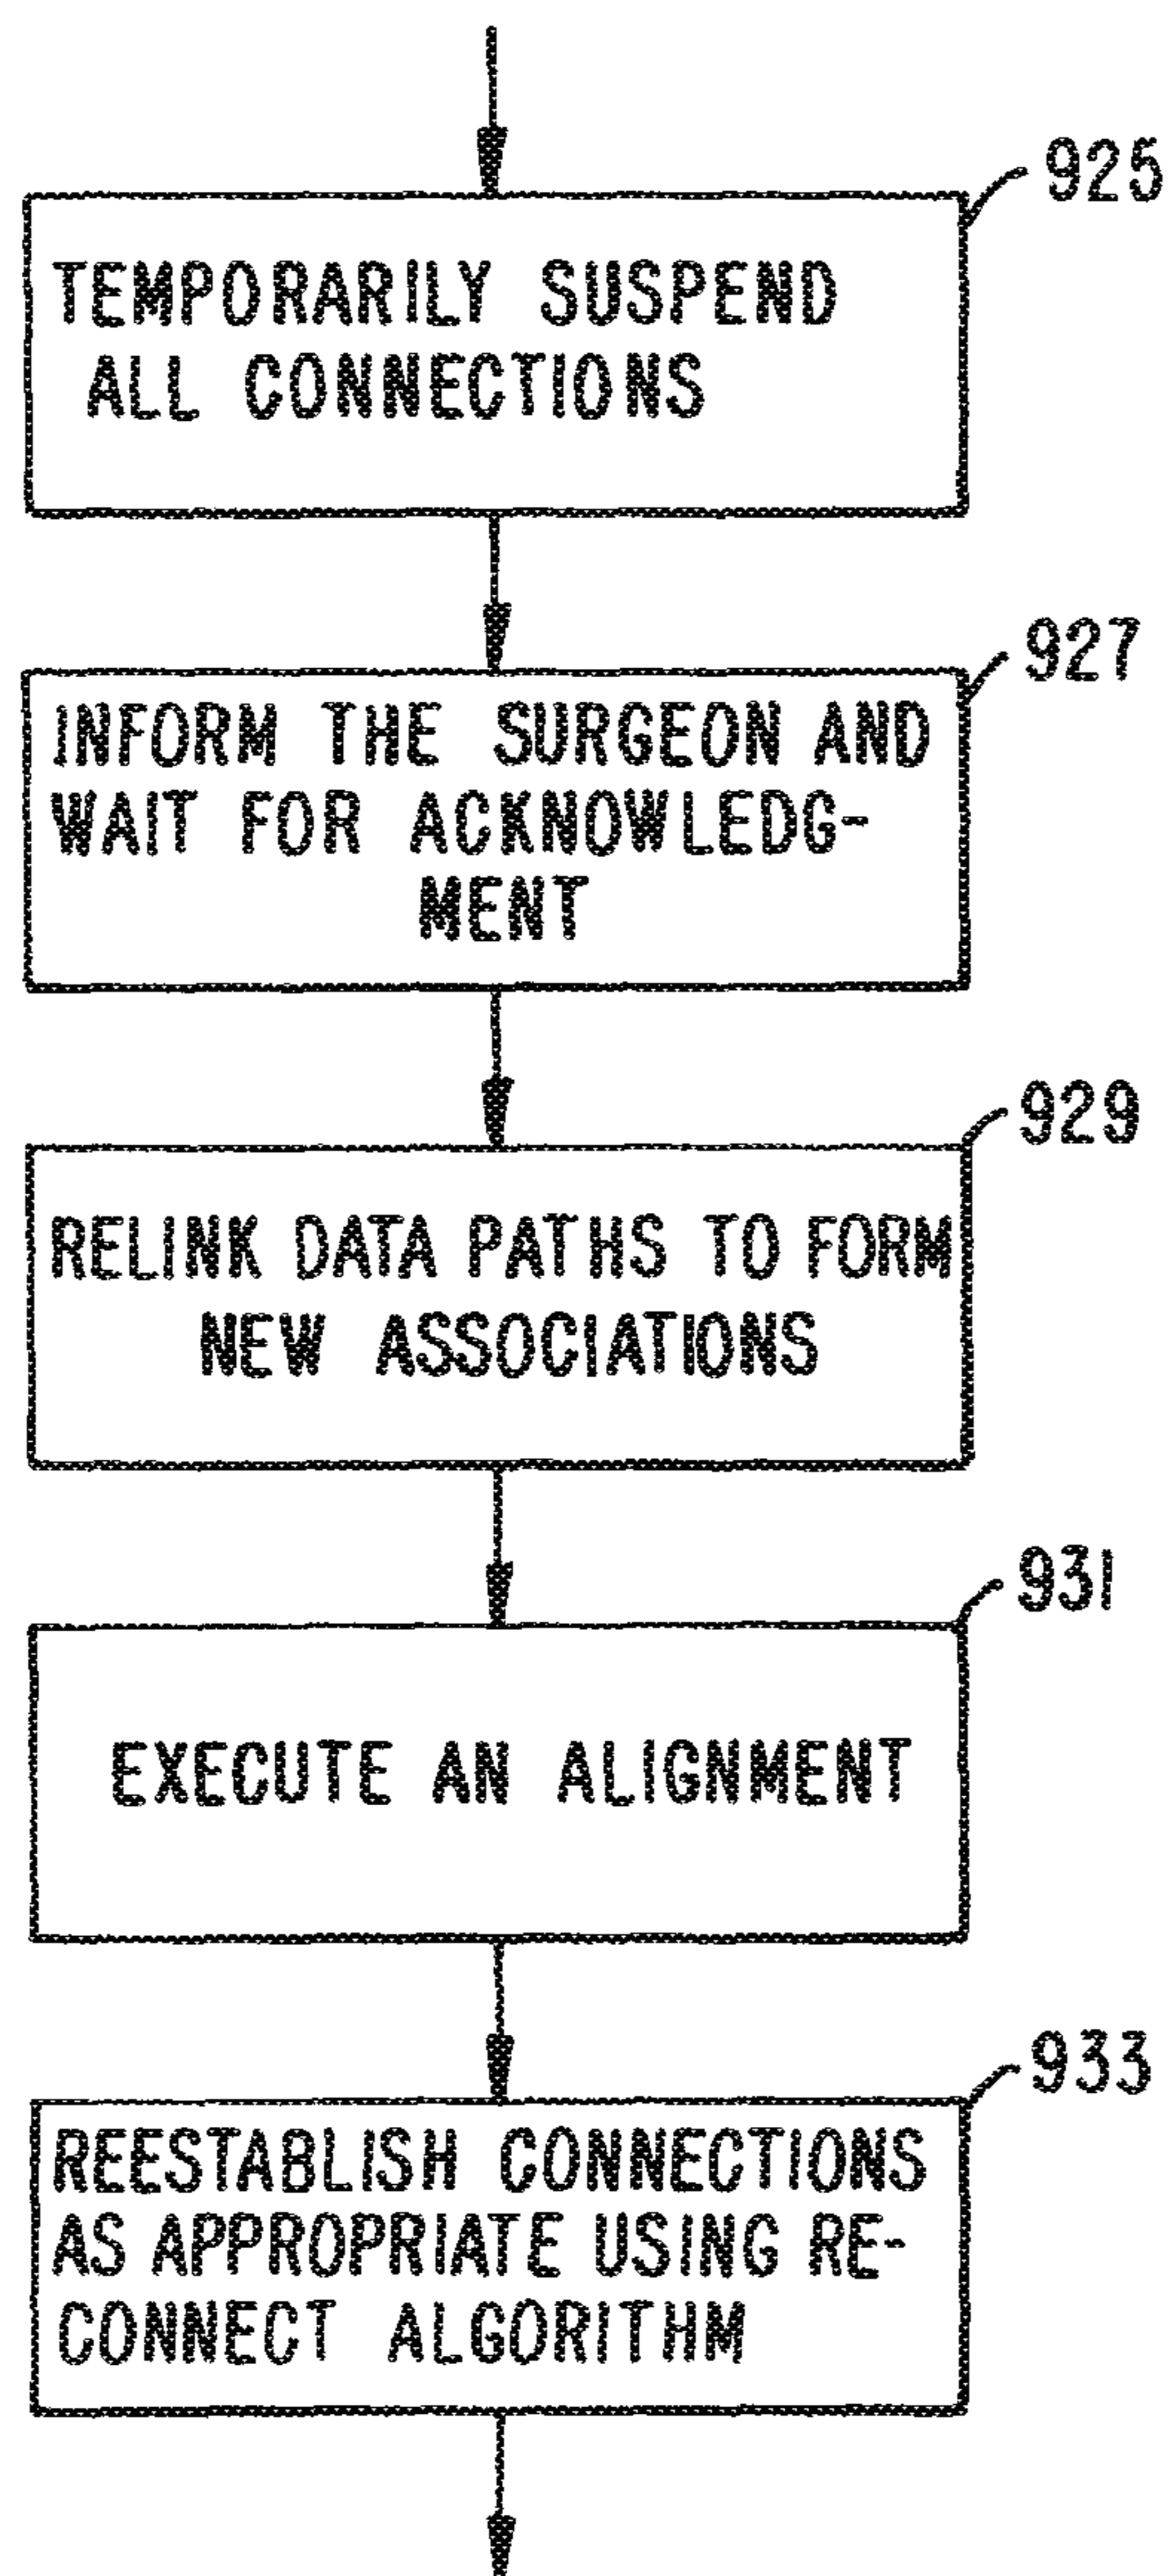 925
TEMPORARILY SUSPEND
ALL CONNECTIONS
927
INFORM THE SURGEON AND
WAIT FOR ACKNOWLEDG-
MENT
929
RELINK DATA PATHS TO FORM
NEW ASSOCIATIONS
931
EXECUTE AN ALIGNMENT
933
REESTABLISH CONNECTIONS
AS APPROPRIATE USING RE-
CONNECT ALGORITHM